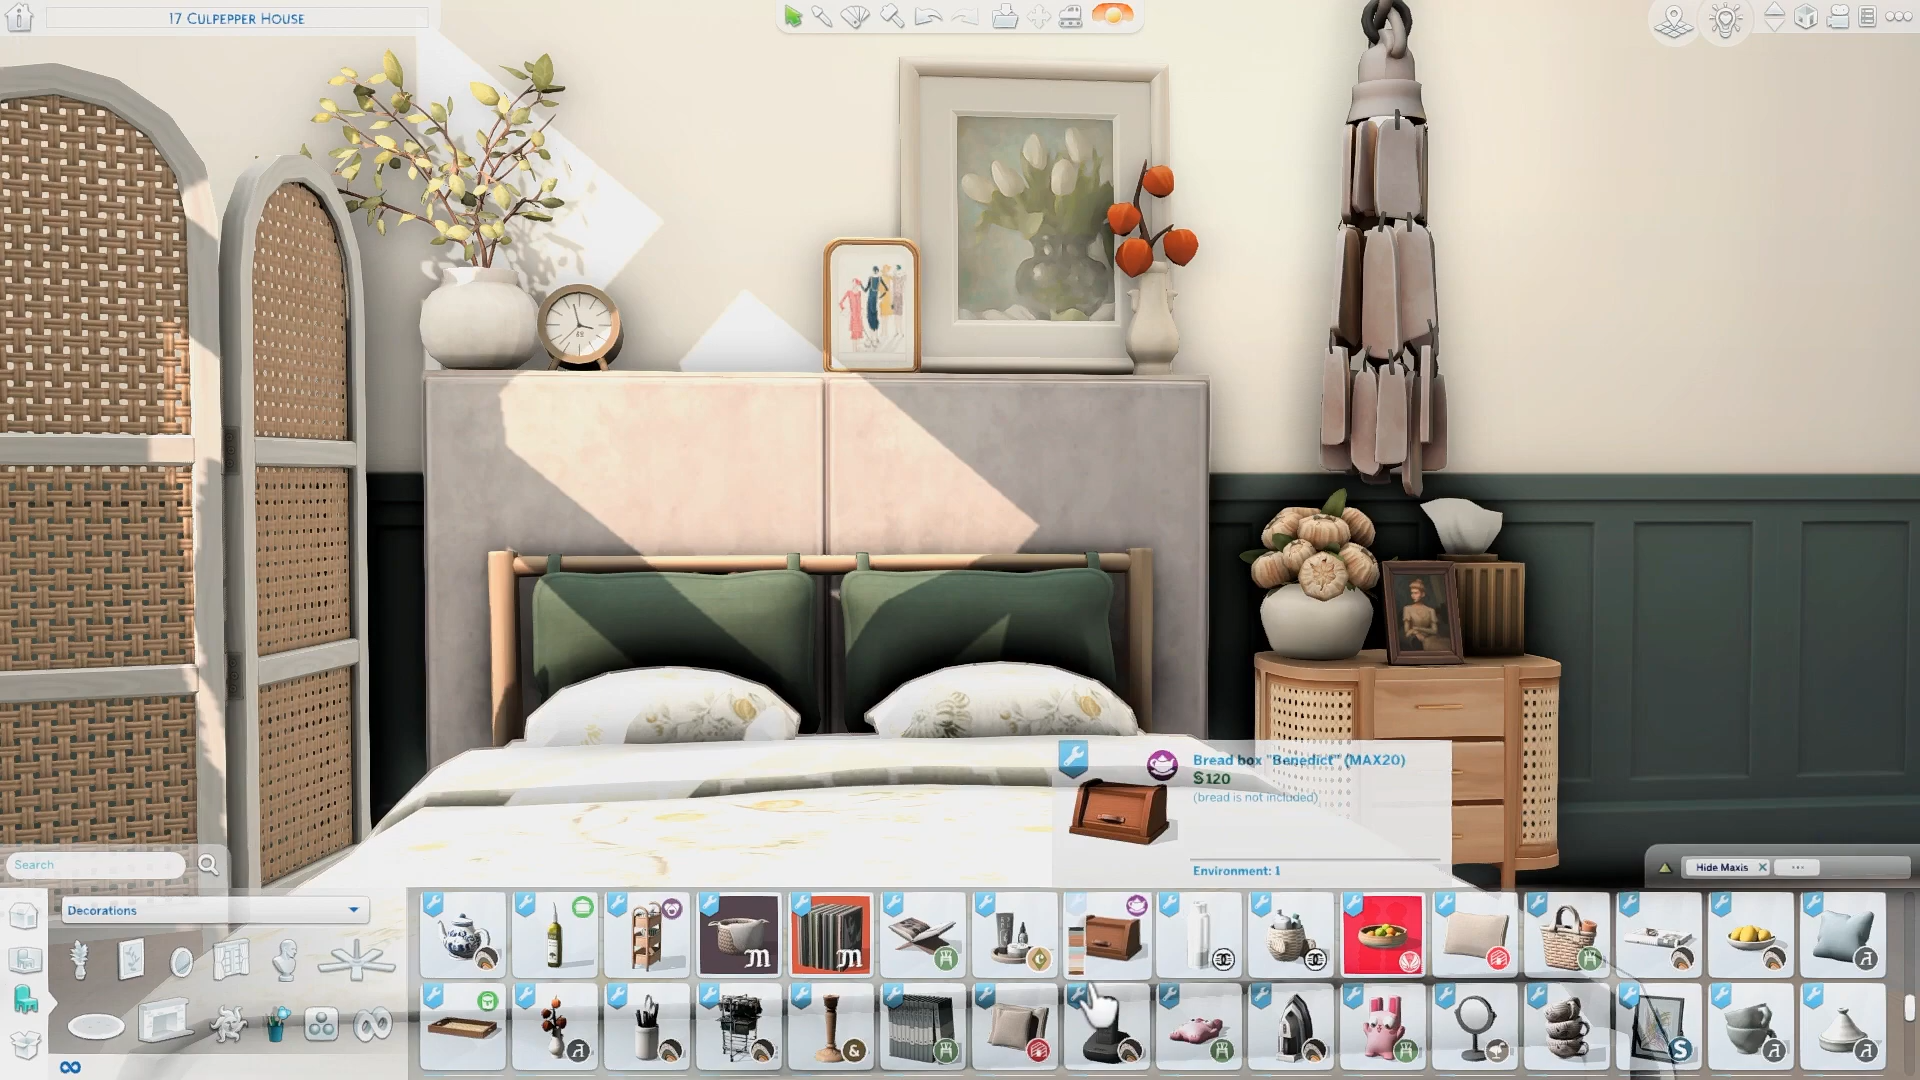 17 Culpepper House
Bread box "Benedict" (MAX20)
§120
(bread is not included)
Environment: 1
Search
Hide Maxis X
Decorations